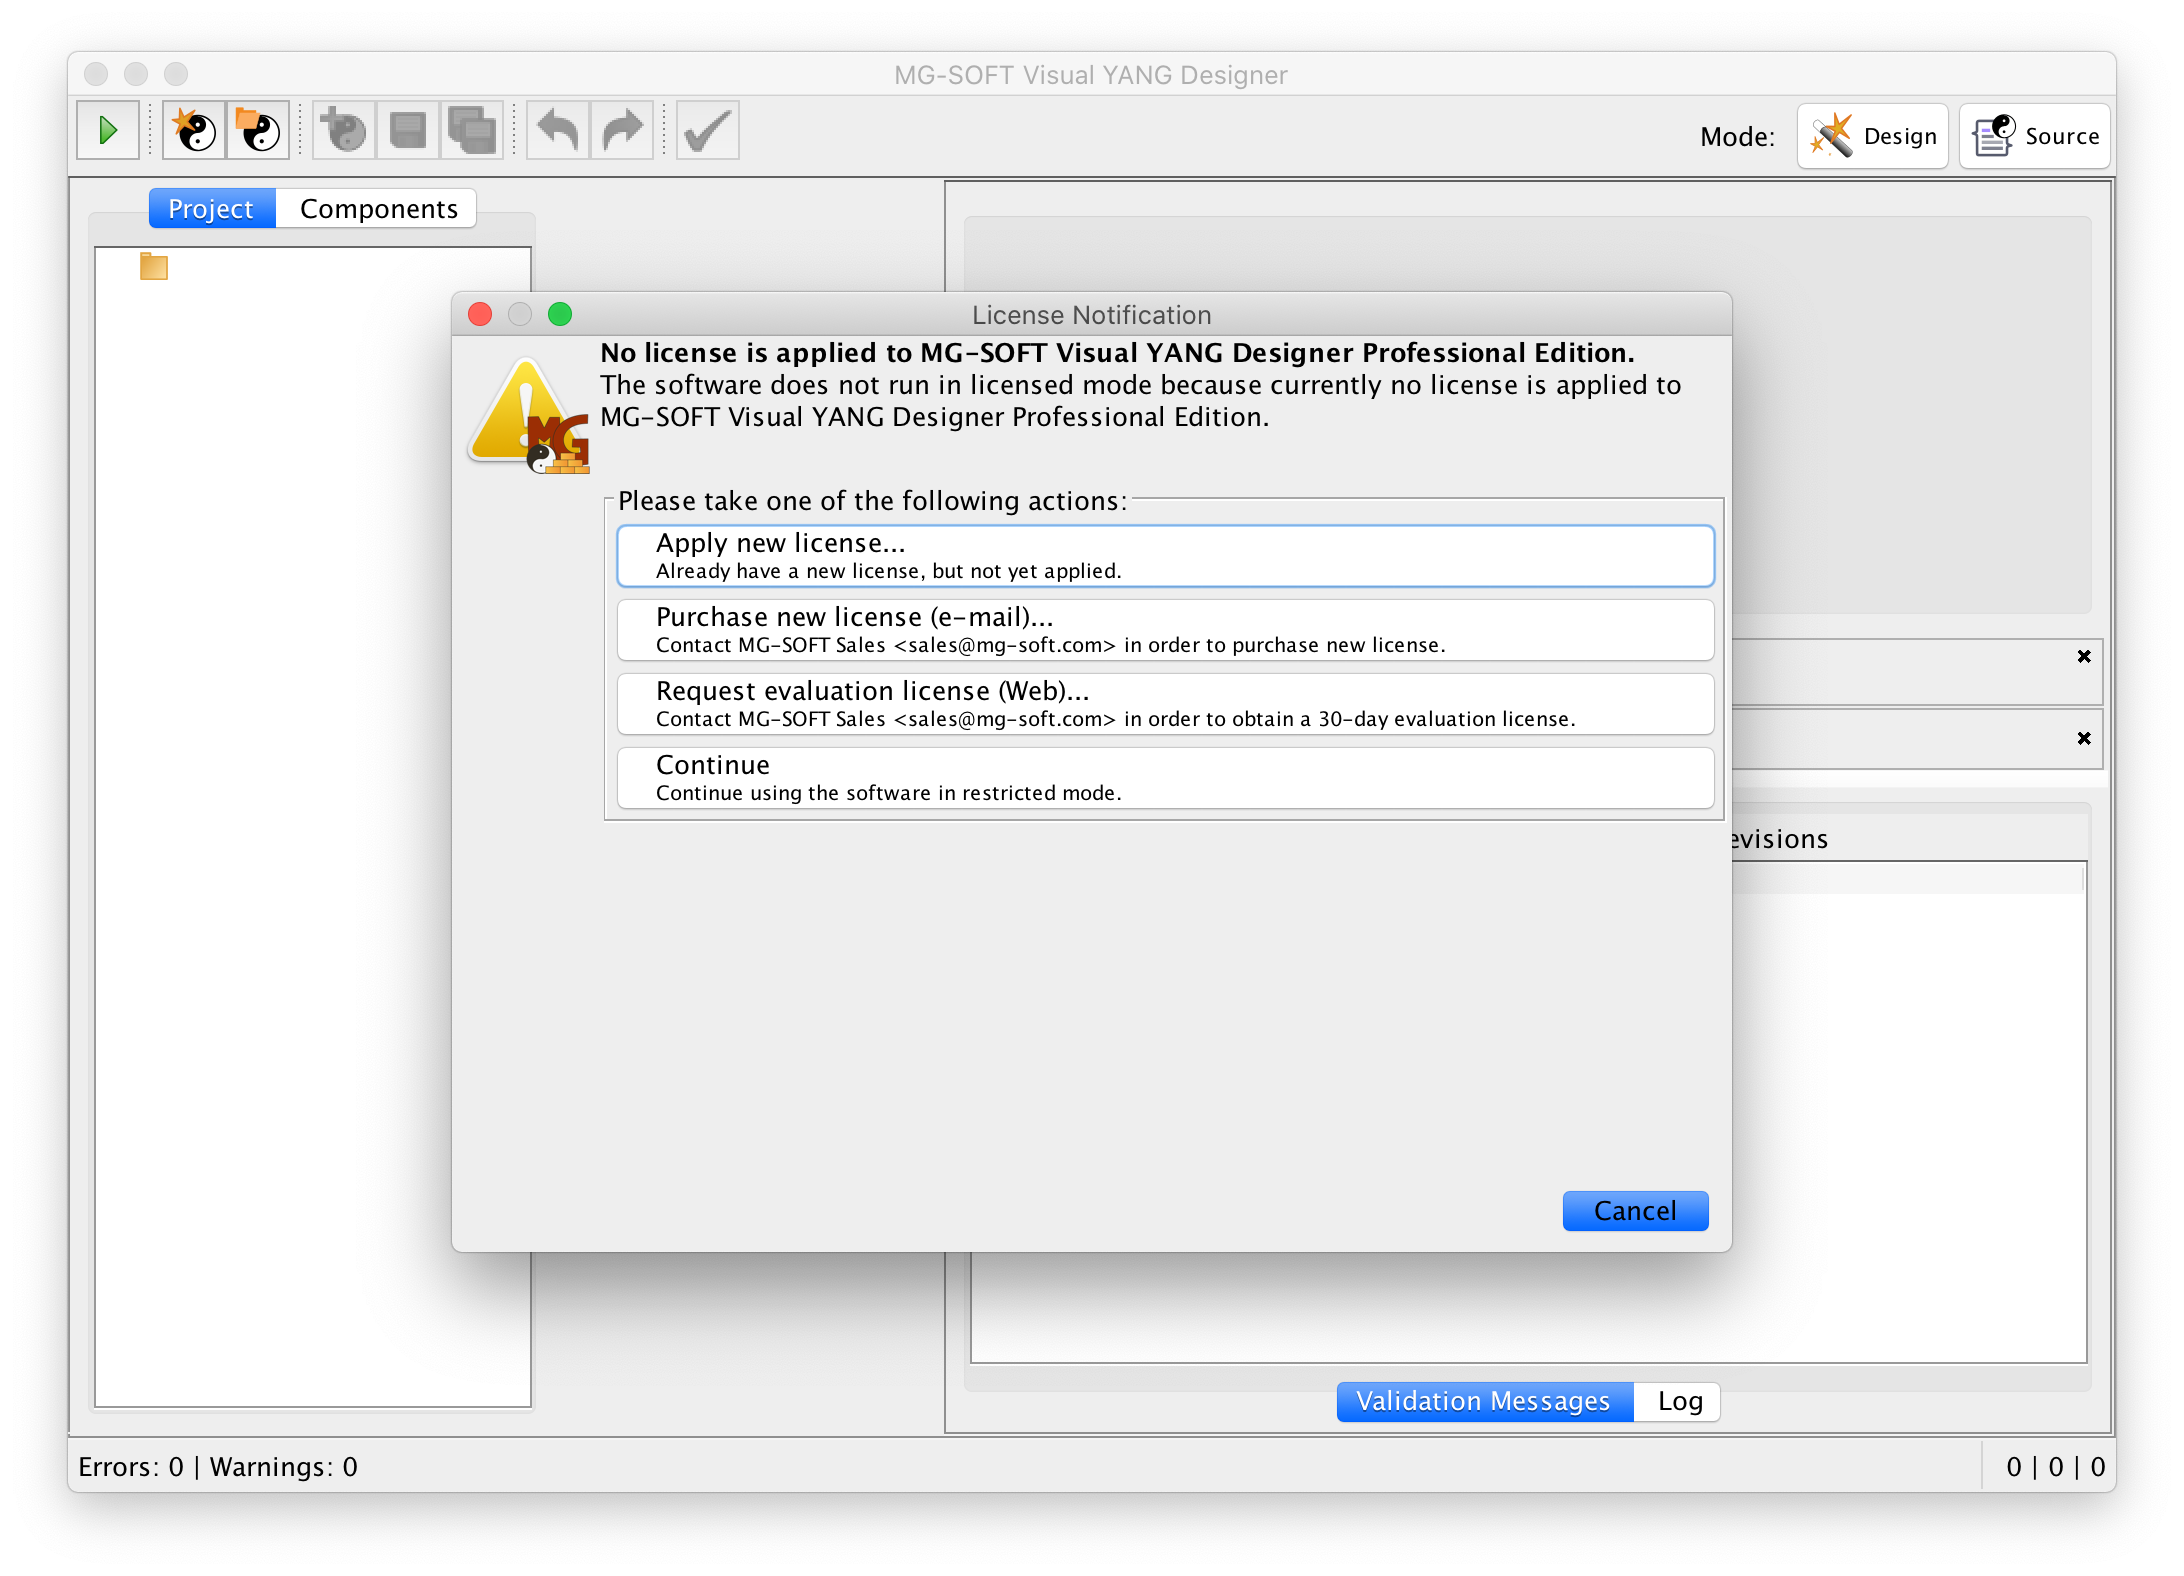 MG-SOFT Visual YANG Designer
Mode:
Design
Source
Project
Components
License Notification
No license is applied to MG-SOFT Visual YANG Designer Professional Edition.
The software does not run in licensed mode because currently no license is applied to
MG-SOFT Visual YANG Designer Professional Edition.
Please take one of the following actions:
Apply new license...
Already have a new license, but not yet applied.
Purchase new license (e-mail)...
Contact MG-SOFT Sales <sales@mg-soft.com> in order to purchase new license.
Request evaluation license (Web)...
Contact MG-SOFT Sales <sales@mg-soft.com> in order to obtain a 30-day evaluation license.
Continue
Continue using the software in restricted mode.
evisions
Cancel
Validation Messages
Log
Errors: 0 | Warnings: 0
0 | 0 | 0